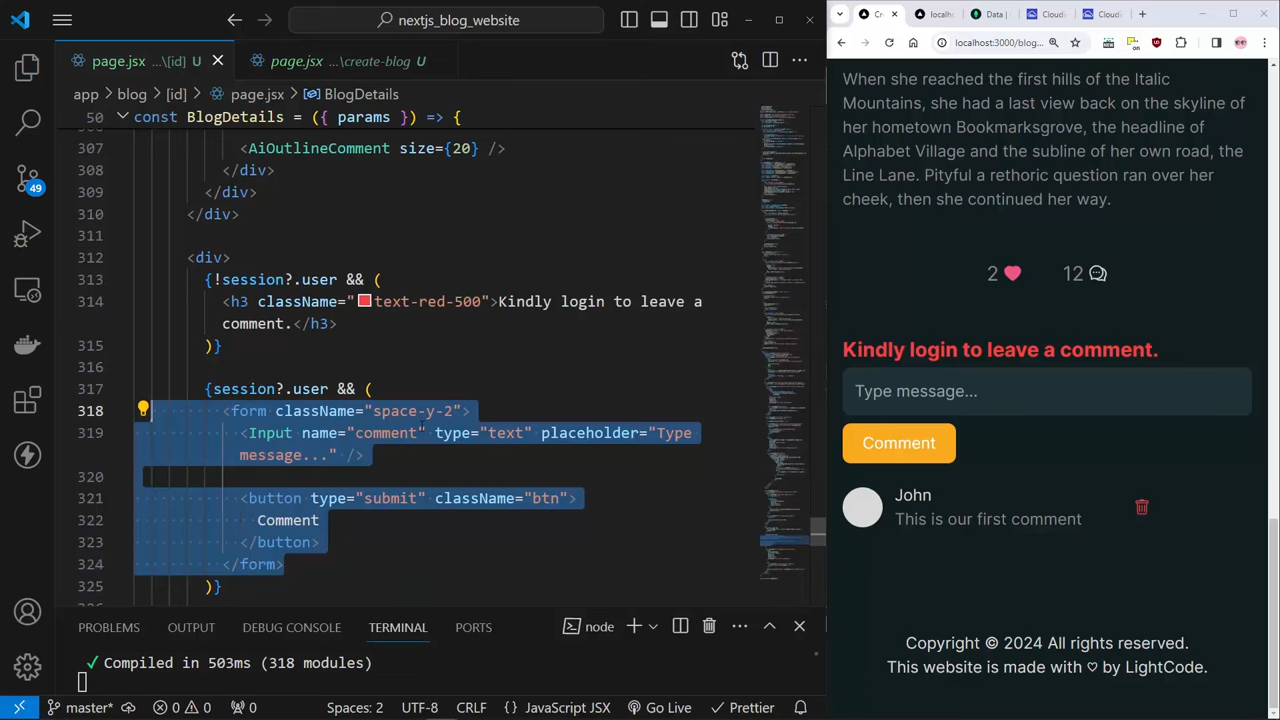 nextjs_blog_website
page.jsx ...\[id] U
page.jsx ...\create-blog U
app > blog > [id] > page.jsx > BlogDetails
50 const BlogDetails = ({ params }) => {
<AiOutlineComment size={20} />
308 </div>
309 </div>
310 </div>
311
312 <div>
313 {!session?.user && (
314 <h3 className="text-red-500">Kindly login to leave a
comment.</h3>
315 )}
317 {session?.user && (
318 <form className="space-y-2">
319 <Input name="comment" type="text" placeholder="Type
message..."
320
321 <button type="submit" className="btn">
322 Comment
323 </button>
324 </form>
325 )}
49
PROBLEMS
OUTPUT
DEBUG CONSOLE
TERMINAL
PORTS
node
✓ Compiled in 503ms (318 modules)
master*
0
0
0
Spaces: 2
UTF-8
CRLF
JavaScript JSX
Go Live
Prettier
localho
Data |
Cloudi
Cloudi
localhost:3000/blog...
When she reached the first hills of the Italic
Mountains, she had a last view back on the skyline of
her hometown Bookmarksgrove, the headline of
Alphabet Village and the subline of her own road, the
Line Lane. Pityful a rethoric question ran over her
cheek, then she continued her way.
2
12
Kindly login to leave a comment.
Type message...
Comment
John
This is our first comment
Copyright © 2024 All rights reserved.
This website is made with ♡ by LightCode.